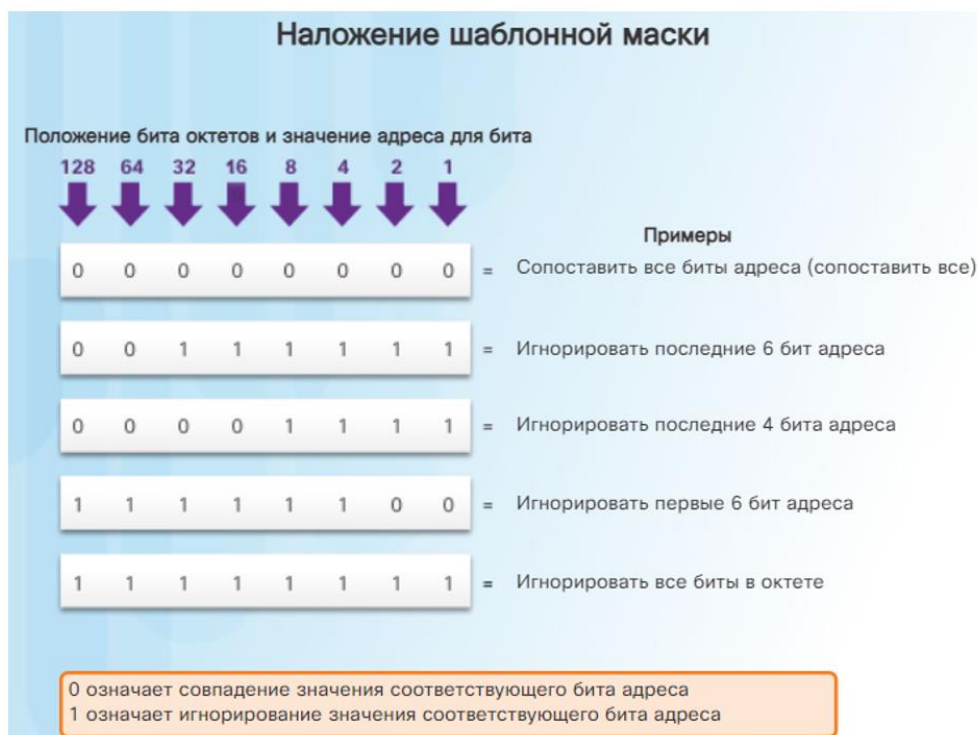 Наложение шаблонной маски
Положение бита октетов и значение адреса для бита
128 64 32 16 8 4 2 1
Примеры
0 0 0 0 0 0 0 0 = Сопоставить все биты адреса (сопоставить все)
0 0 1 1 1 1 1 1 = Игнорировать последние 6 бит адреса
0 0 0 0 1 1 1 1 = Игнорировать последние 4 бита адреса
1 1 1 1 1 1 0 0 = Игнорировать первые 6 бит адреса
1 1 1 1 1 1 1 1 = Игнорировать все биты в октете
0 означает совпадение значения соответствующего бита адреса
1 означает игнорирование значения соответствующего бита адреса